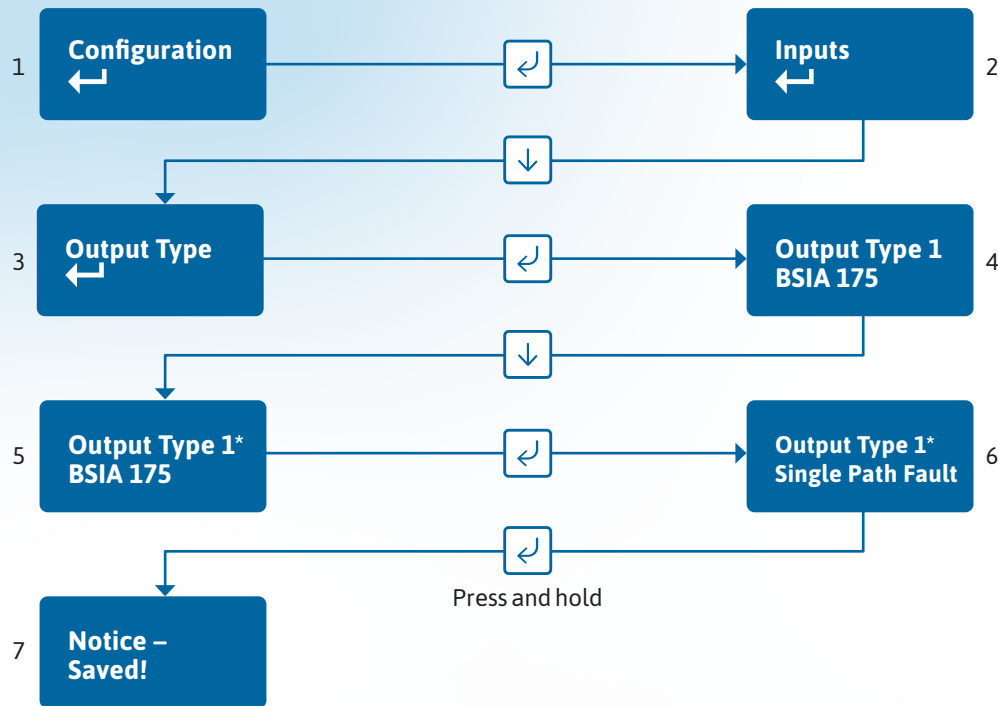 1
Configuration
Inputs
2
3
Output Type
Output Type 1
BSIA 175
4
5
Output Type 1*
BSIA 175
Output Type 1*
Single Path Fault
6
Press and hold
7
Notice –
Saved!